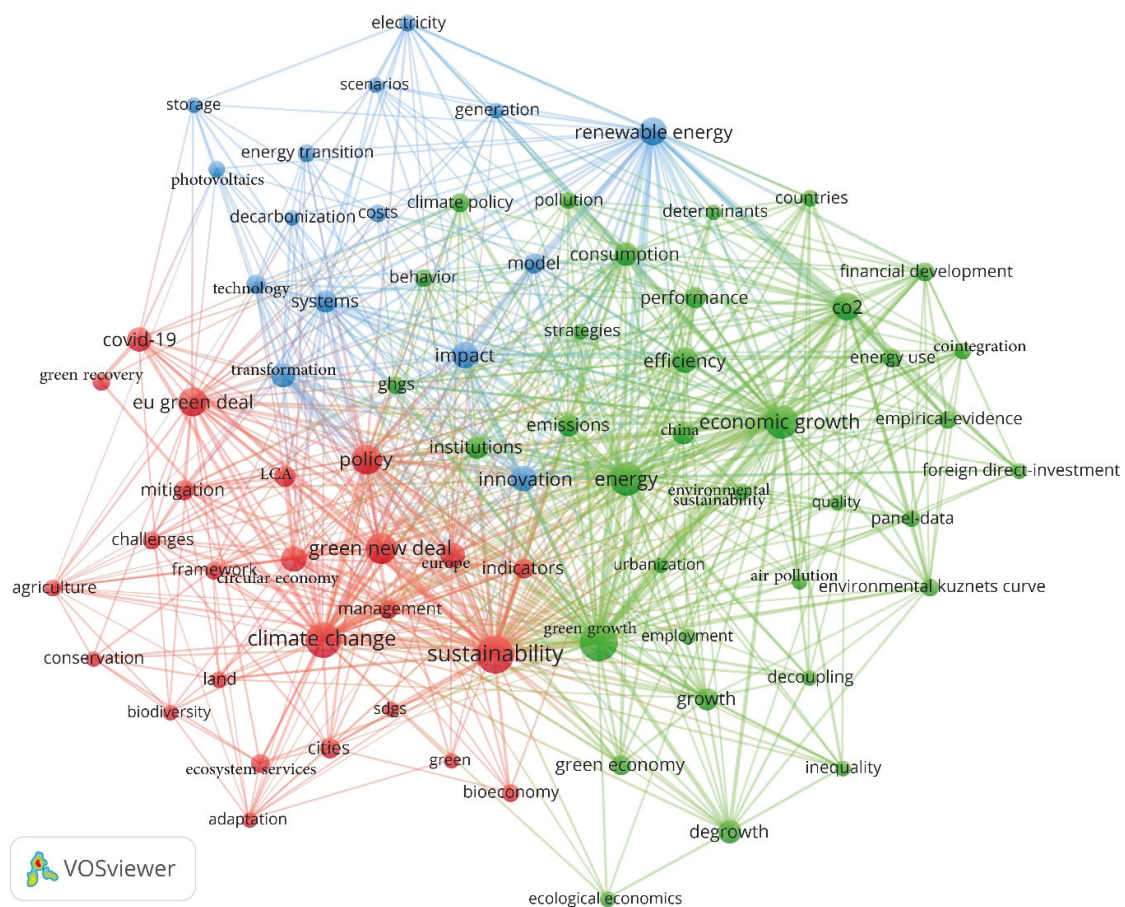 electricity
scenarios
storage
generation
renewable energy
energy transition
photovoltaics
climate policy
pollution
countries
determinants
decarbonization
costs
consumption
model
financial development
behavior
technology
systems
performance
co2
strategies
covid-19
impact
efficiency
energy use
cointegration
green recovery
transformation
ghgs
eu green deal
emissions
china
economic growth
empirical-evidence
institutions
policy
LCA
innovation
energy
environmental
sustainability
foreign direct-investment
mitigation
quality
panel-data
challenges
green new deal
europe
framework
circular economy
indicators
urbanization
air pollution
environmental kuznets curve
agriculture
management
climate change
sustainability
green growth
employment
conservation
land
decoupling
biodiversity
sdgs
growth
cities
green
green economy
inequality
ecosystem services
bioeconomy
adaptation
degrowth
VOSviewer
ecological economics